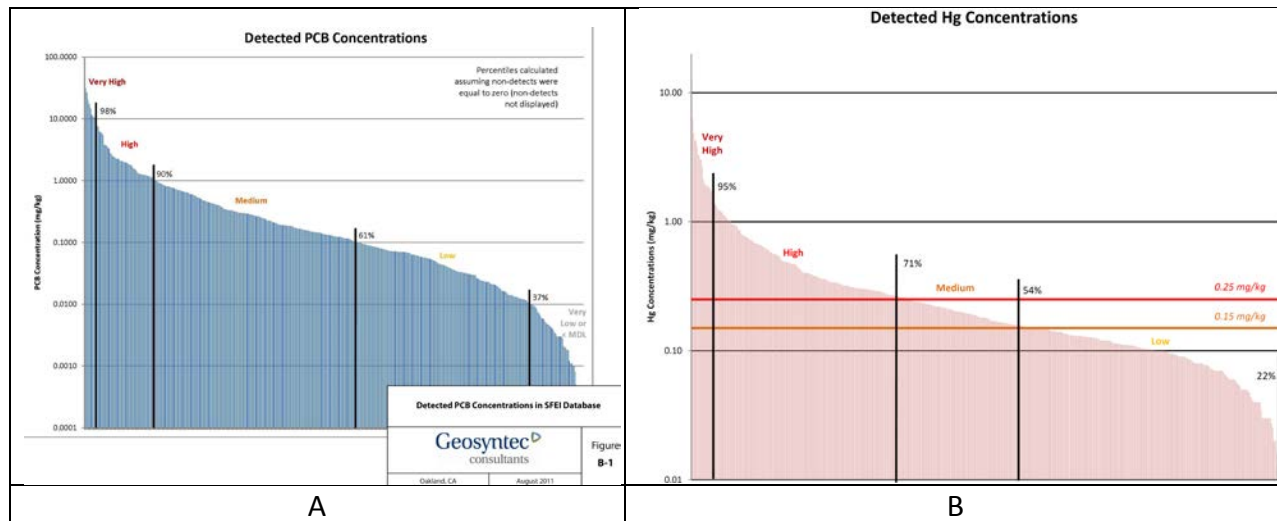 Detected PCB Concentrations
100.0000
10.0000
1.0000
0.1000
0.0100
0.0010
0.0001
PCB Concentration (mg/kg)
Percentiles calculated
assuming non-detects were
equal to zero (non-detects
not displayed)
Very High
98%
High
90%
Medium
61%
Low
37%
Very
Low or
< MDL
Detected PCB Concentrations in SFEI Database
Geosyntec
consultants
Figure
B-1
Oakland, CA
August 2011
A
Detected Hg Concentrations
10.00
1.00
0.10
0.01
Hg Concentrations (mg/kg)
Very
High
95%
High
71%
Medium
54%
0.25 mg/kg
0.15 mg/kg
Low
22%
B